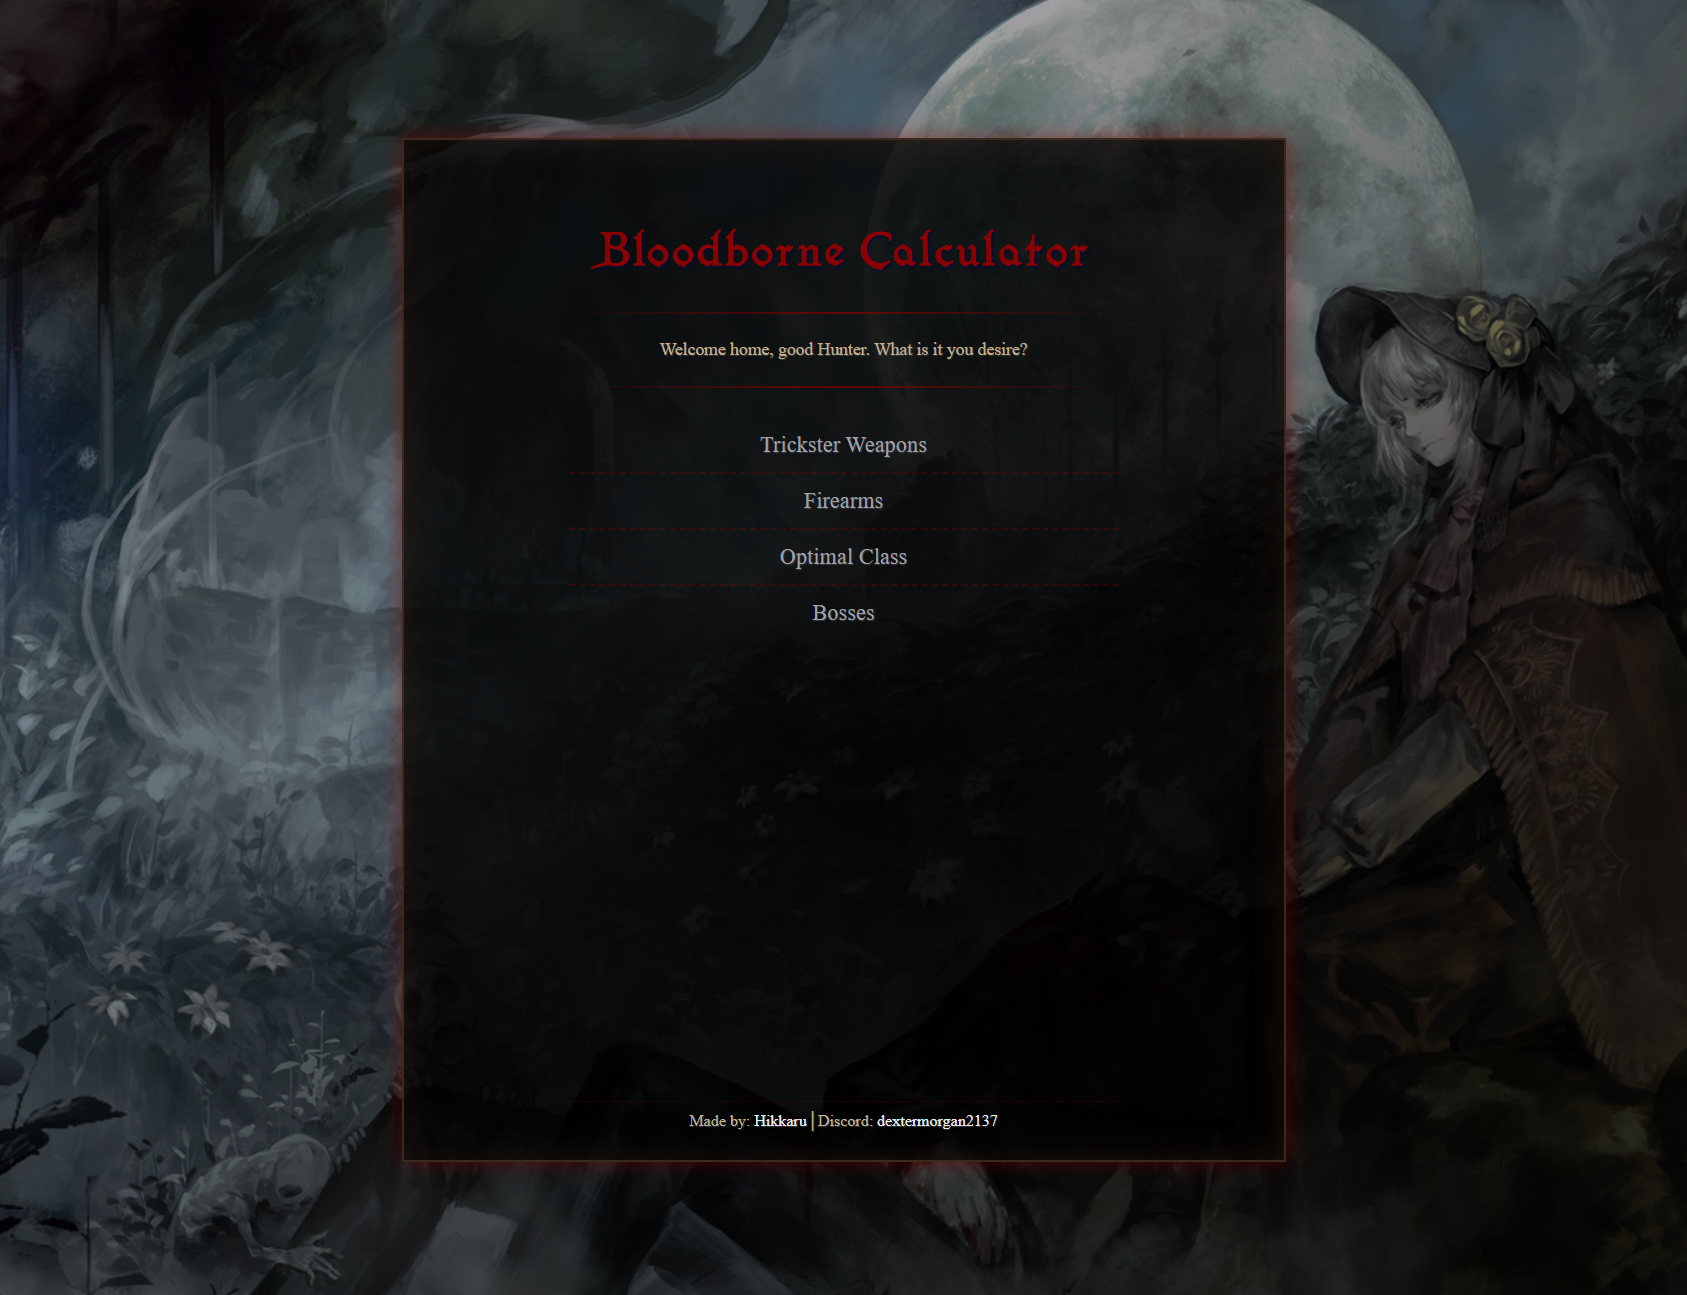 Bloodborne Calculator
Welcome home, good Hunter. What is it you desire?
Trickster Weapons
Firearms
Optimal Class
Bosses
Made by: Hikkaru | Discord: dextermorgan2137